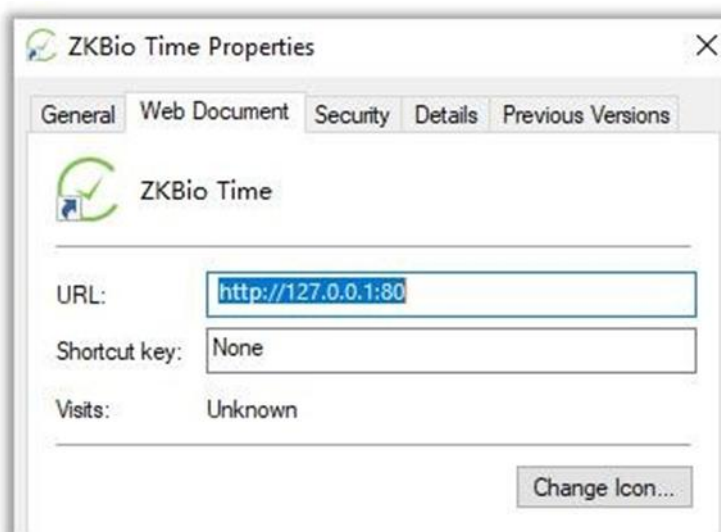 ZKBio Time Properties
General Web Document Security Details Previous Versions
ZKBio Time
URL: http://127.0.0.1:80
Shortcut key: None
Visits: Unknown
Change Icon...